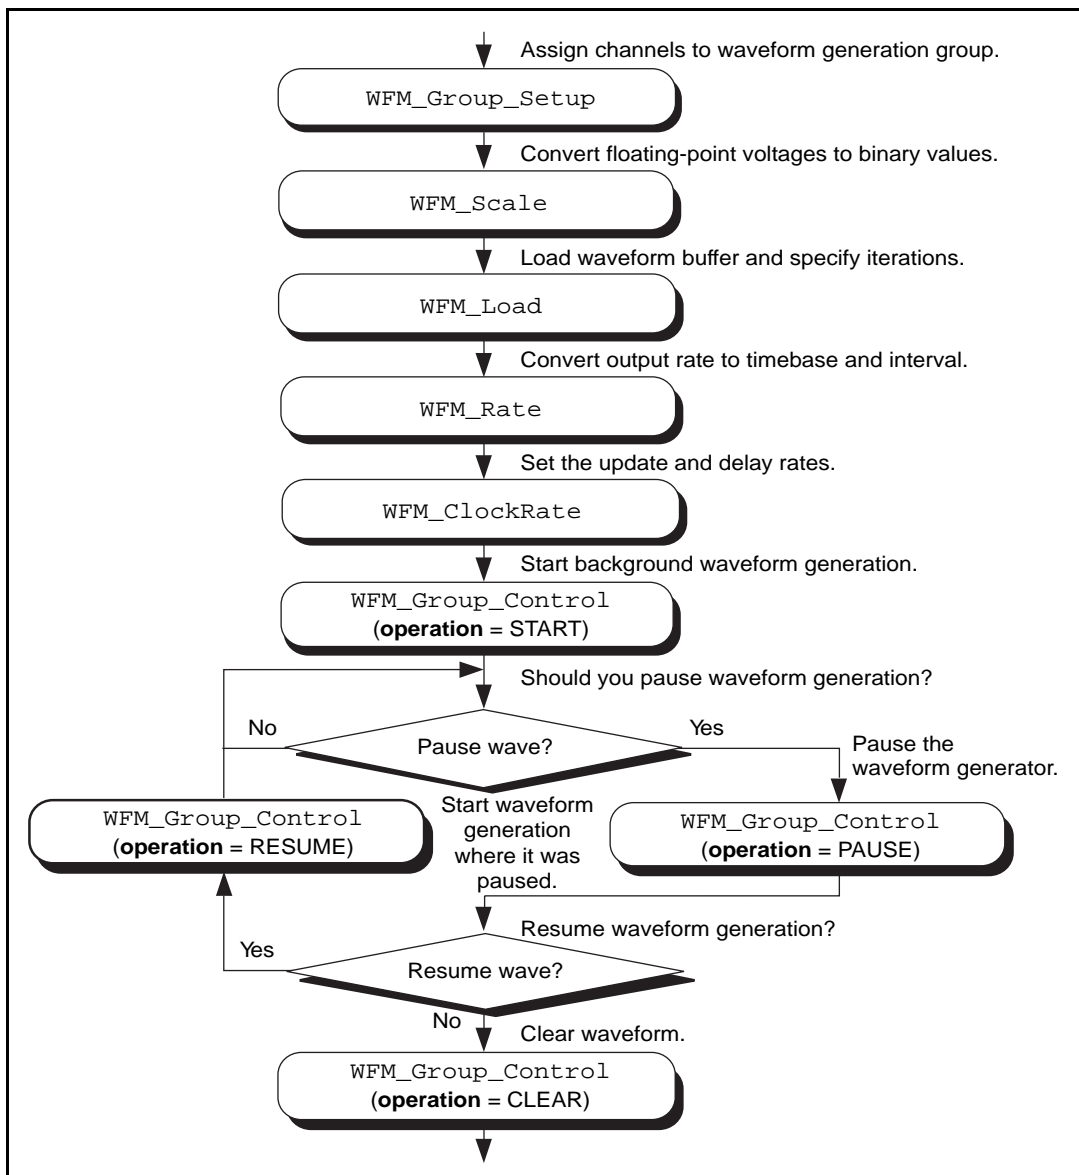 Assign channels to waveform generation group.
WFM_Group_Setup
Convert floating-point voltages to binary values.
WFM_Scale
Load waveform buffer and specify iterations.
WFM_Load
Convert output rate to timebase and interval.
WFM_Rate
Set the update and delay rates.
WFM_ClockRate
Start background waveform generation.
WFM_Group_Control
(operation = START)
Should you pause waveform generation?
No
Yes
Pause wave?
Pause the
waveform generator.
WFM_Group_Control
(operation = RESUME)
Start waveform
generation
where it was
paused.
WFM_Group_Control
(operation = PAUSE)
Resume waveform generation?
Yes
Resume wave?
No
Clear waveform.
WFM_Group_Control
(operation = CLEAR)